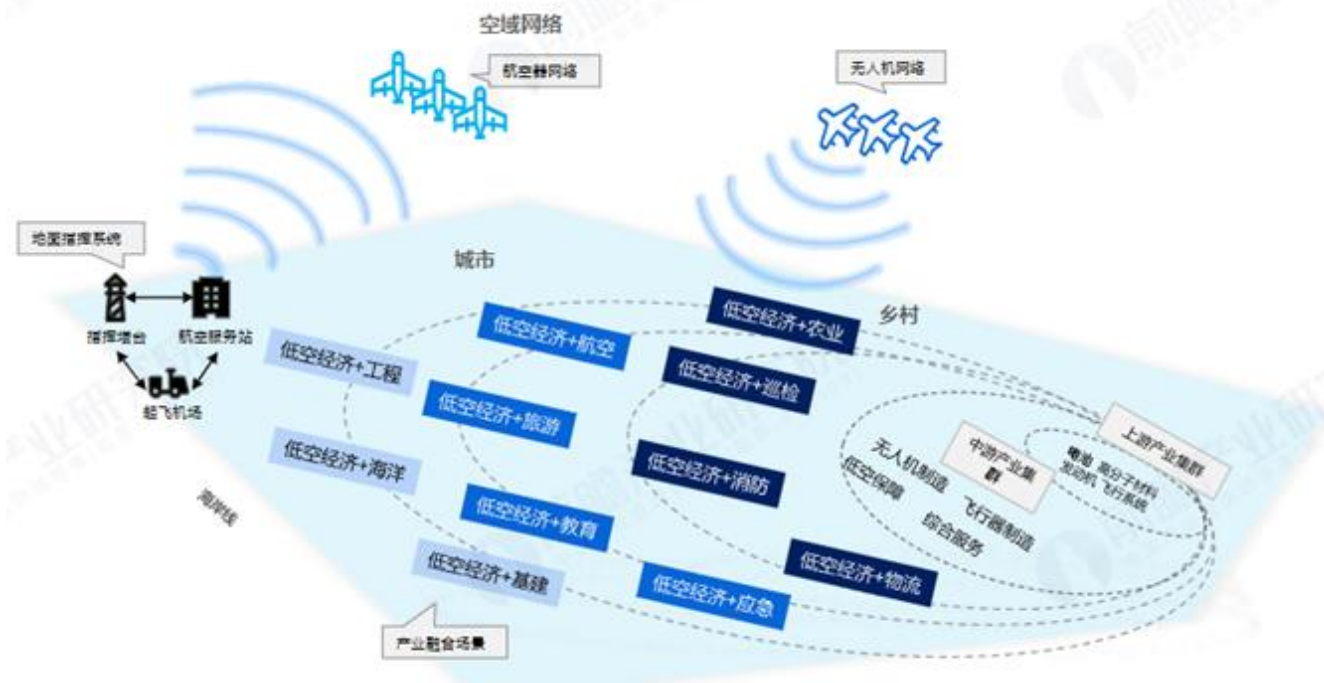 空域网络
航空器网络
无人机网络
地面指挥系统
指挥塔台
航空服务站
起飞机场
城市
乡村
低空经济+农业
低空经济+航空
低空经济+工程
低空经济+巡检
低空经济+旅游
低空经济+海洋
低空经济+消防
低空经济+教育
低空经济+基建
低空经济+物流
低空经济+应急
上游产业集群
电池 高分子材料
发动机 飞行系统
中游产业集
群
无人机制造
低空保障
飞行器制造
综合服务
海岸线
产业融合场景